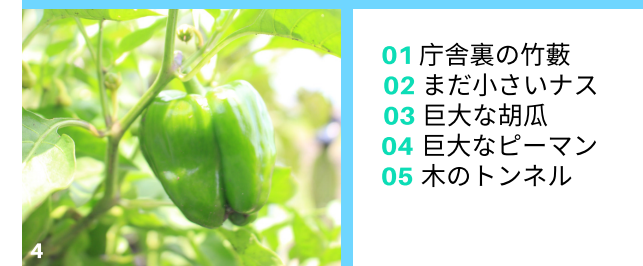 4
01 庁舎裏の竹藪
02 まだ小さいナス
03 巨大な胡瓜
04 巨大なピーマン
05 木のトンネル